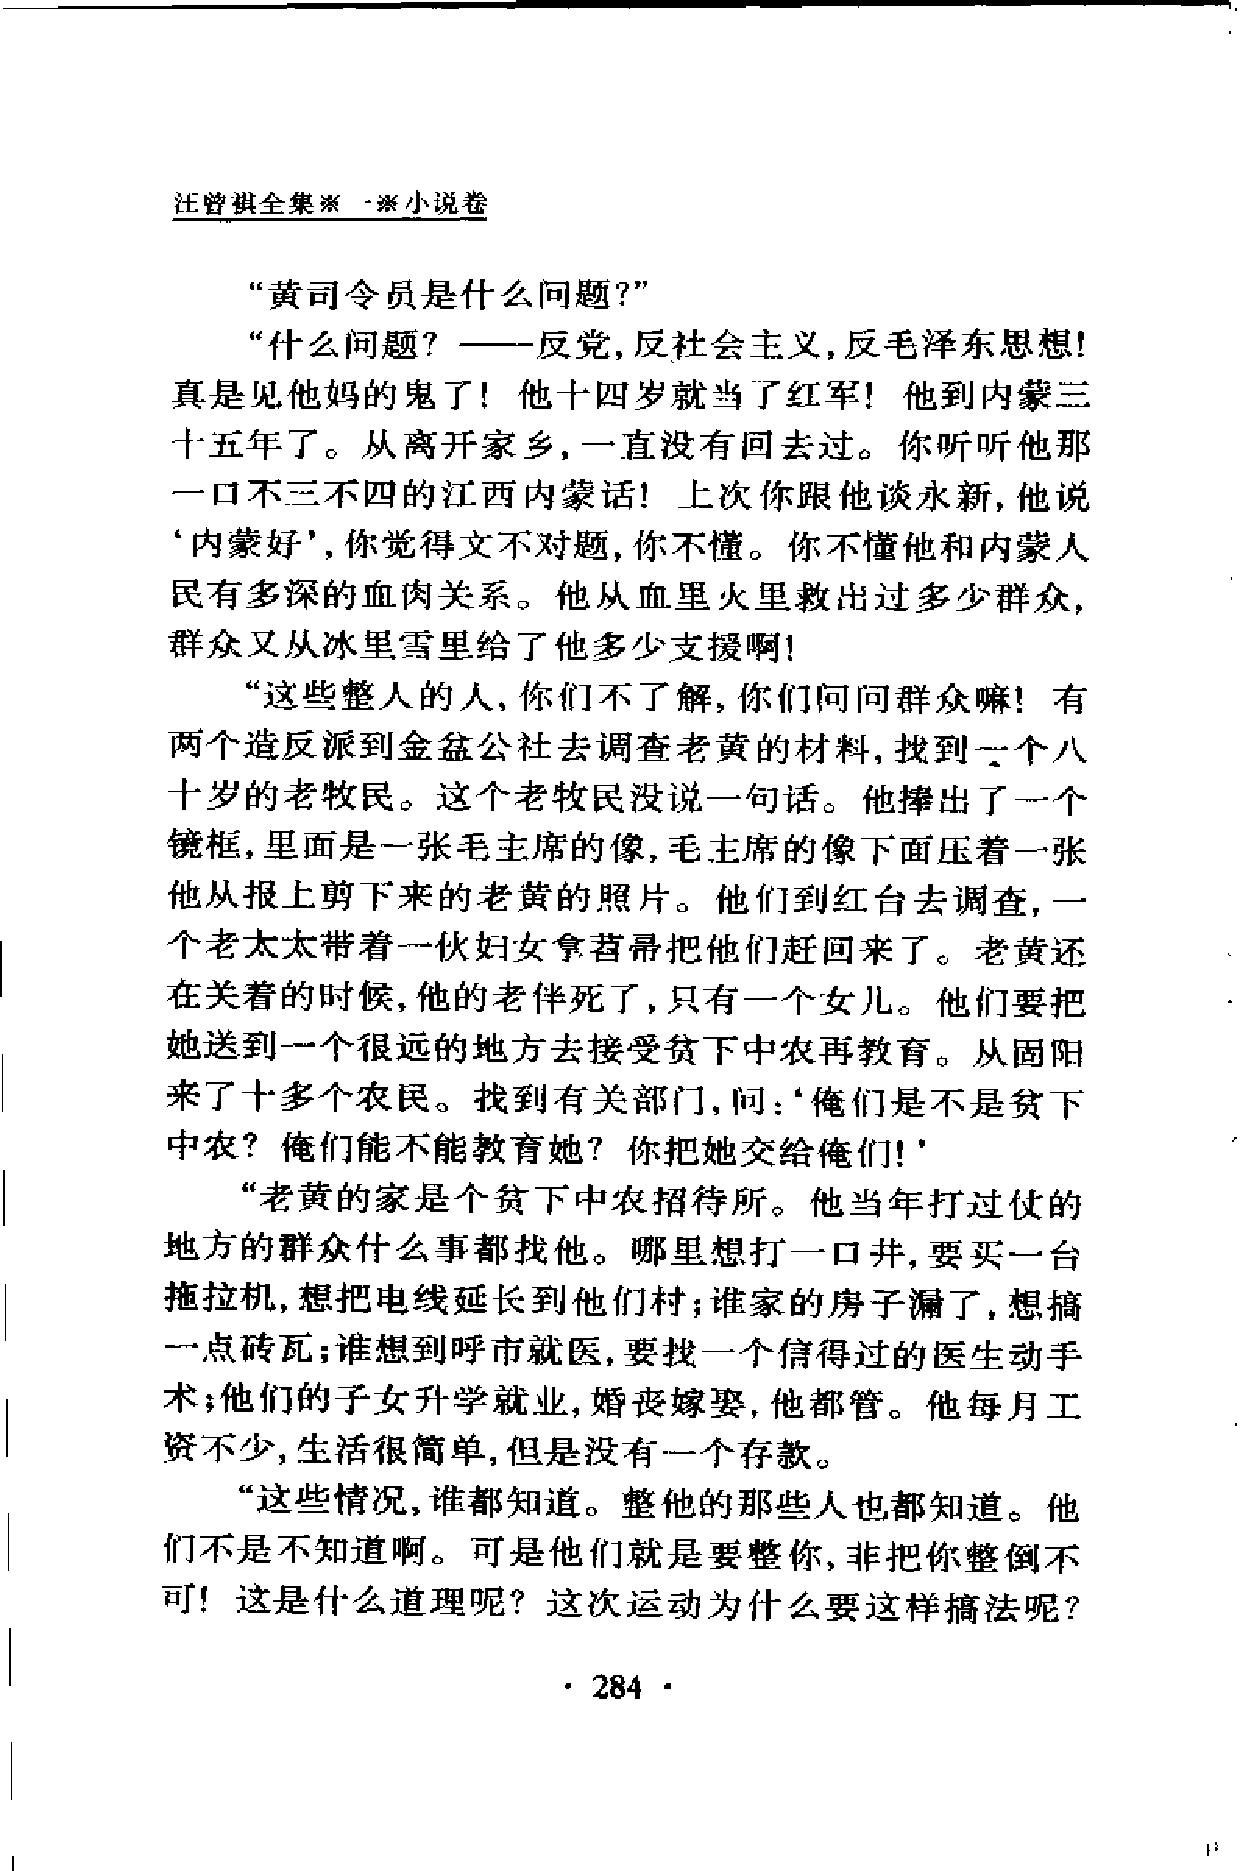 汪曾祺全集※一※小说卷
“黄司令员是什么问题?”
“什么问题? ——反党,反社会主义,反毛泽东思想!
真是见他妈的鬼了! 他十四岁就当了红军! 他到内蒙三
十五年了。从离开家乡,一直没有回去过。你听听他那
一口不三不四的江西内蒙话! 上次你跟他谈永新,他说
‘内蒙好’,你觉得文不对题,你不懂。你不懂他和内蒙人
民有多深的血肉关系。他从血里火里救出过多少群众,
群众又从冰里雪里给了他多少支援啊!
“这些整人的人,你们不了解,你们问问群众嘛! 有
两个造反派到金盆公社去调查老黄的材料,找到一个八
十岁的老牧民。这个老牧民没说一句话。他捧出了一个
镜框,里面是一张毛主席的像,毛主席的像下面压着一张
他从报上剪下来的老黄的照片。他们到红台去调查,一
个老太太带着一伙妇女拿苕帚把他们赶回来了。老黄还
在关着的时候,他的老伴死了,只有一个女儿。他们要把
她送到一个很远的地方去接受贫下中农再教育。从固阳
来了十多个农民。找到有关部门,问:‘俺们是不是贫下
中农? 俺们能不能教育她? 你把她交给俺们!’
“老黄的家是个贫下中农招待所。他当年打过仗的
地方的群众什么事都找他。哪里想打一口井,要买一台
拖拉机,想把电线延长到他们村;谁家的房子漏了,想搞
一点砖瓦;谁想到呼市就医,要找一个信得过的医生动手
术;他们的子女升学就业,婚丧嫁娶,他都管。他每月工
资不少,生活很简单,但是没有一个存款。
“这些情况,谁都知道。整他的那些人也都知道。他
们不是不知道啊。可是他们就是要整你,非把你整倒不
可! 这是什么道理呢? 这次运动为什么要这样搞法呢?
· 284 ·